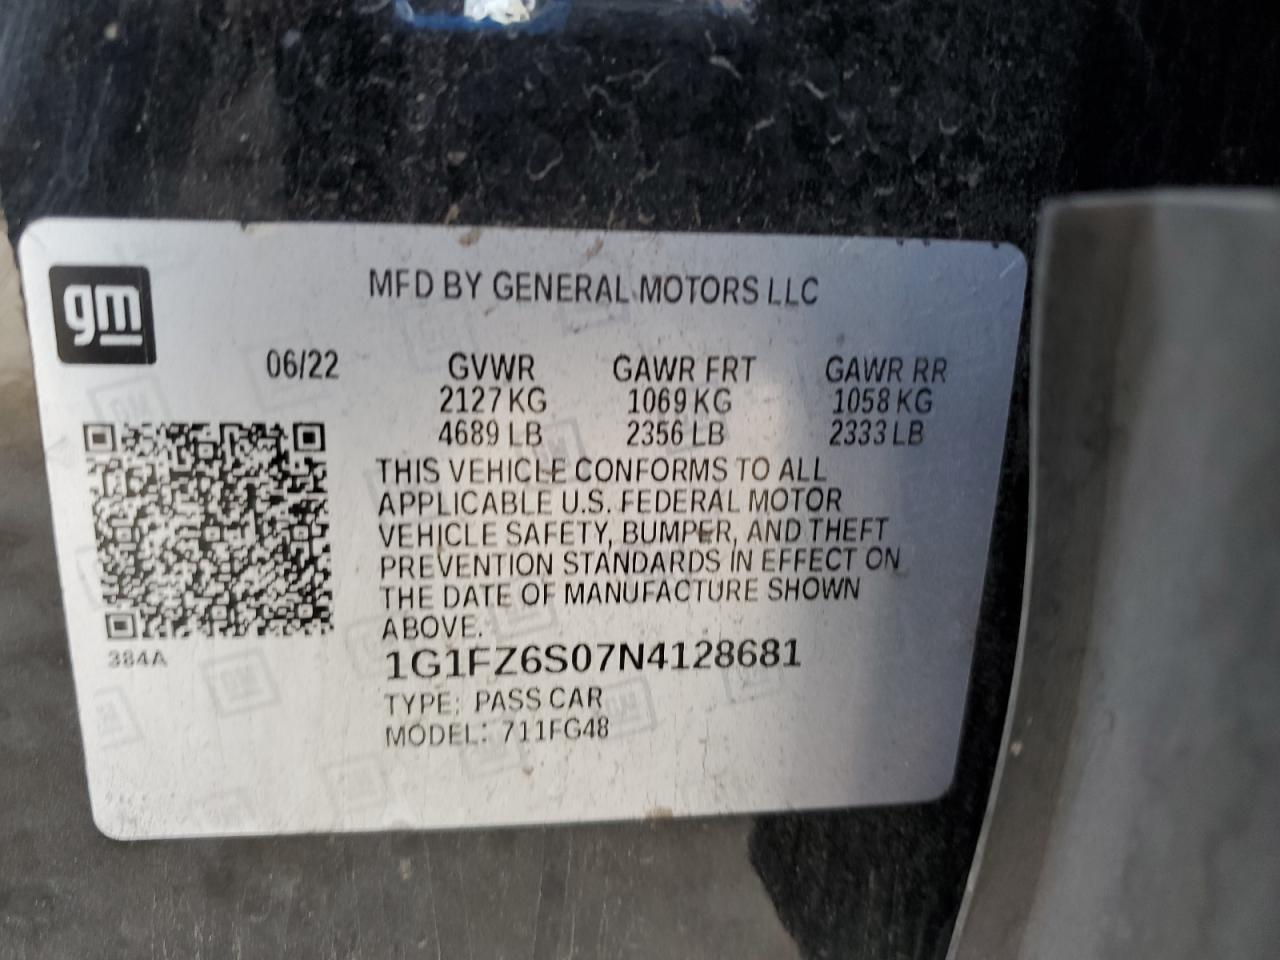 gm
MFD BY GENERAL MOTORS LLC
06/22 GVWR GAWR FRT GAWR RR
2127 KG 1069 KG 1058 KG
4689 LB 2356 LB 2333 LB
THIS VEHICLE CONFORMS TO ALL
APPLICABLE U.S. FEDERAL MOTOR
VEHICLE SAFETY, BUMPER, AND THEFT
PREVENTION STANDARDS IN EFFECT ON
THE DATE OF MANUFACTURE SHOWN
ABOVE.
384A
1G1FZ6S07N4128681
TYPE: PASS CAR
MODEL: 711FG48